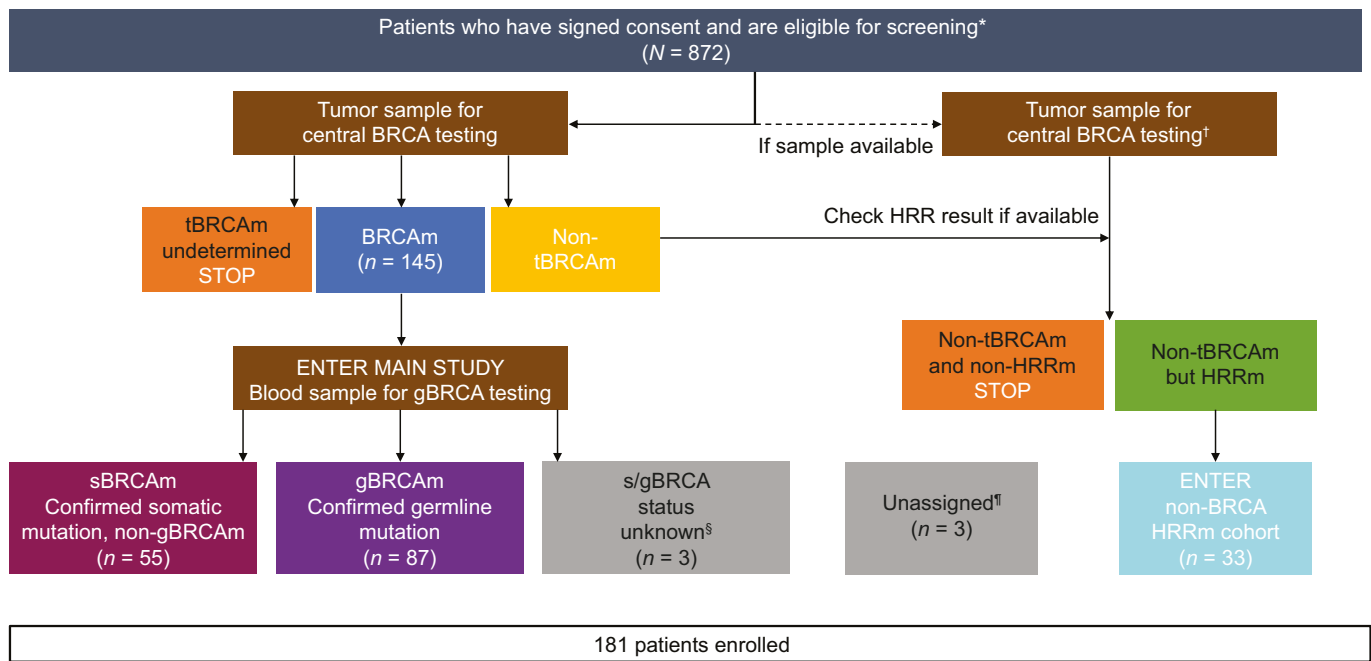 Patients who have signed consent and are eligible for screening*
(N = 872)
Tumor sample for
central BRCA testing
If sample available
Tumor sample for
central BRCA testing†
tBRCAm
undetermined
STOP
BRCAm
(n = 145)
Non-
tBRCAm
Check HRR result if available
ENTER MAIN STUDY
Blood sample for gBRCA testing
Non-tBRCAm
and non-HRRm
STOP
Non-tBRCAm
but HRRm
sBRCAm
Confirmed somatic
mutation, non-gBRCAm
(n = 55)
gBRCAm
Confirmed germline
mutation
(n = 87)
s/gBRCA
status
unknown§
(n = 3)
Unassigned¶
(n = 3)
ENTER
non-BRCA
HRRm cohort
(n = 33)
181 patients enrolled